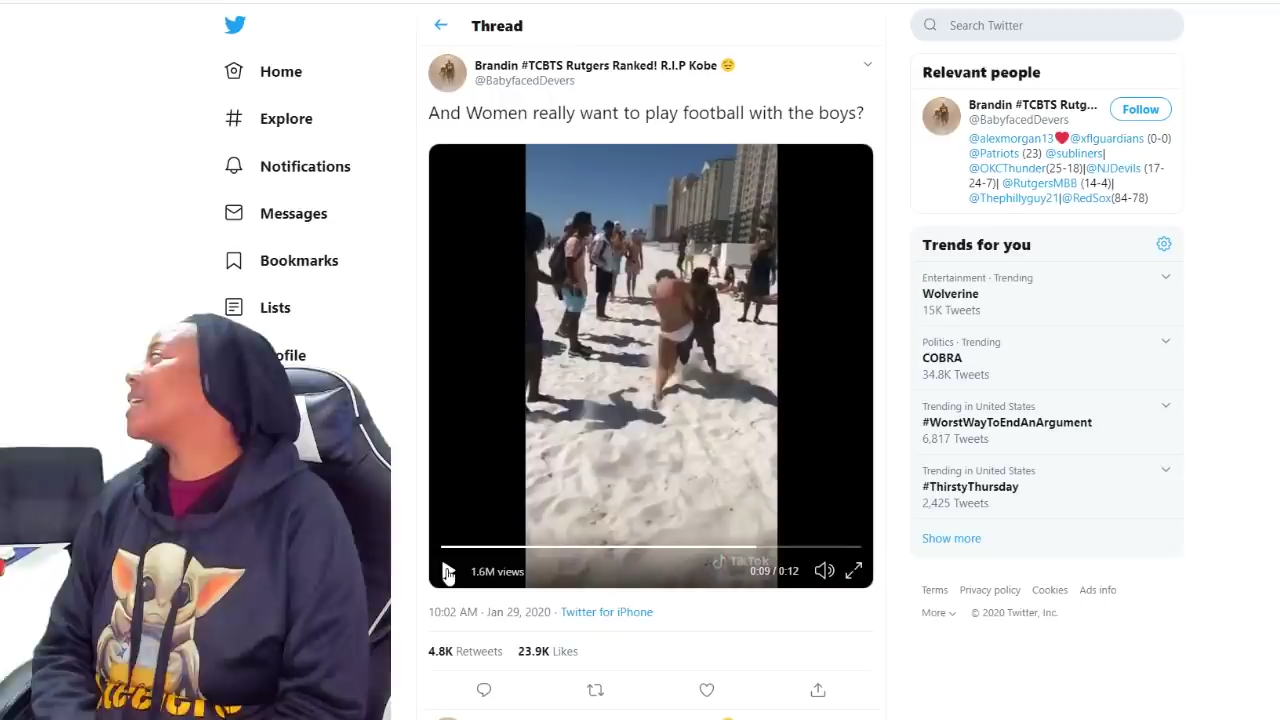 Home
Explore
Notifications
Messages
Bookmarks
Lists
Thread
Brandin #TCBTS Rutgers Ranked! R.I.P Kobe 😔
@BabyfacedDevers
And Women really want to play football with the boys?
TikTok
1.6M views
0:09 / 0:12
10:02 AM · Jan 29, 2020 · Twitter for iPhone
4.8K Retweets 23.9K Likes
Search Twitter
Relevant people
Brandin #TCBTS Rutg...
@BabyfacedDevers
Follow
@alexmorgan13❤️@xflguardians (0-0)
@Patriots (23) @subliners|
@OKCThunder(25-18)|@NJDevils (17-
24-7)| @RutgersMBB (14-4)|
@Thephillyguy21|@RedSox(84-78)
Trends for you
Entertainment · Trending
Wolverine
15K Tweets
Politics · Trending
COBRA
34.8K Tweets
Trending in United States
#WorstWayToEndAnArgument
6,817 Tweets
Trending in United States
#ThirstyThursday
2,425 Tweets
Show more
Terms Privacy policy Cookies Ads info
More © 2020 Twitter, Inc.